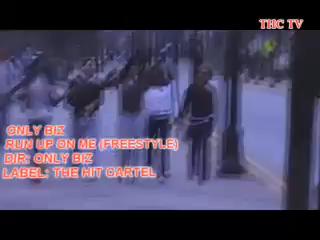 THC TV
ONLY BIZ
RUN UP ON ME (FREESTYLE)
DIR: ONLY BIZ
LABEL: THE HIT CARTEL